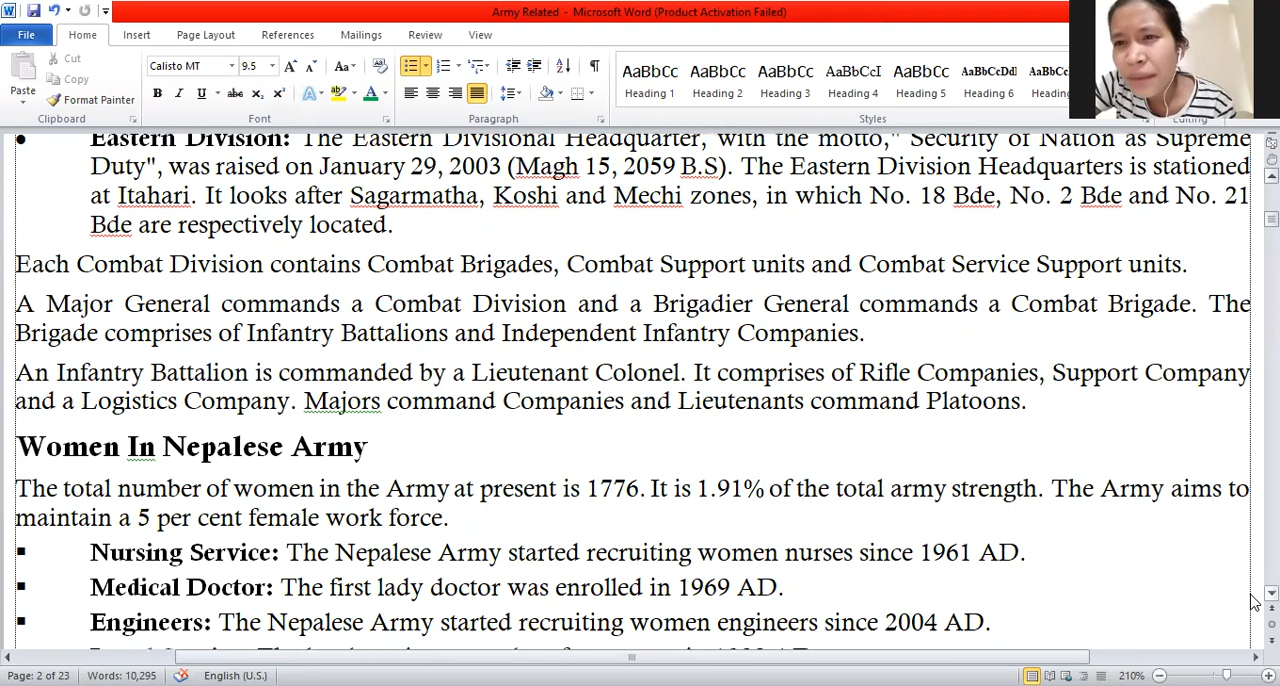 Army Related - Microsoft Word (Product Activation Failed)
File Home Insert Page Layout References Mailings Review View
Cut
Copy
Format Painter
Paste
Calisto MT 9.5
AaBbCc AaBbCc AaBbCc AaBbCcI AaBbCc AaBbCcDd AaBbCc
Heading 1 Heading 2 Heading 3 Heading 4 Heading 5 Heading 6 Heading
Clipboard Font Paragraph Styles Editing
Eastern Division: The Eastern Divisional Headquarter, with the motto," Security of Nation as Supreme
Duty", was raised on January 29, 2003 (Magh 15, 2059 B.S). The Eastern Division Headquarters is stationed
at Itahari. It looks after Sagarmatha, Koshi and Mechi zones, in which No. 18 Bde, No. 2 Bde and No. 21
Bde are respectively located.
Each Combat Division contains Combat Brigades, Combat Support units and Combat Service Support units.
A Major General commands a Combat Division and a Brigadier General commands a Combat Brigade. The
Brigade comprises of Infantry Battalions and Independent Infantry Companies.
An Infantry Battalion is commanded by a Lieutenant Colonel. It comprises of Rifle Companies, Support Company
and a Logistics Company. Majors command Companies and Lieutenants command Platoons.
Women In Nepalese Army
The total number of women in the Army at present is 1776. It is 1.91% of the total army strength. The Army aims to
maintain a 5 per cent female work force.
Nursing Service: The Nepalese Army started recruiting women nurses since 1961 AD.
Medical Doctor: The first lady doctor was enrolled in 1969 AD.
Engineers: The Nepalese Army started recruiting women engineers since 2004 AD.
Page: 2 of 23 Words: 10,295 English (U.S.) 210%